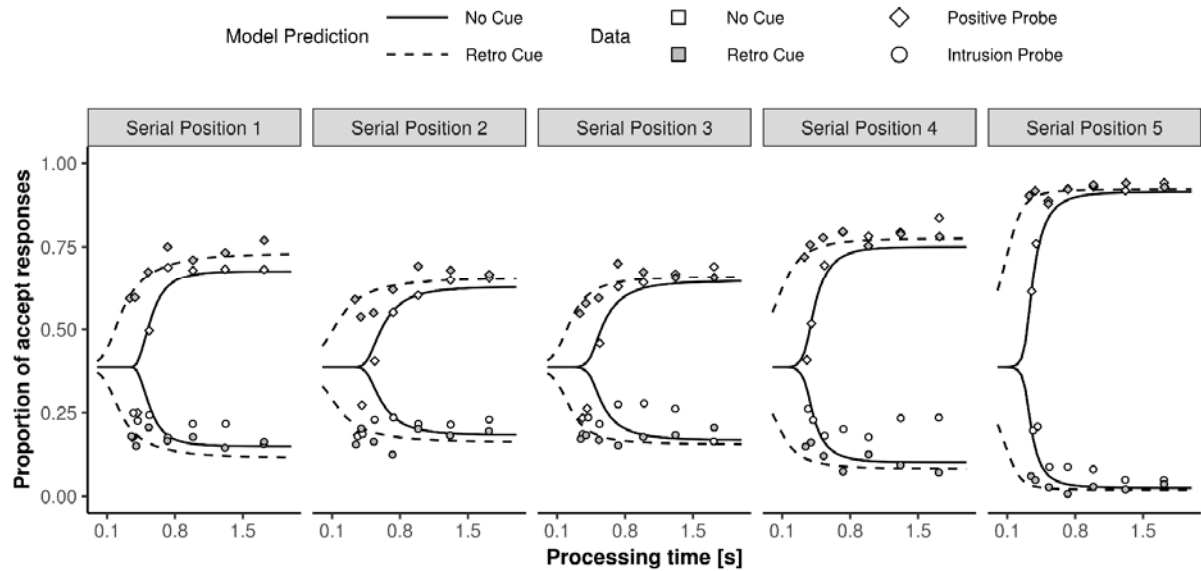 Model Prediction
No Cue
Retro Cue
Data
No Cue
Retro Cue
Positive Probe
Intrusion Probe
Serial Position 1
Serial Position 2
Serial Position 3
Serial Position 4
Serial Position 5
Proportion of accept responses
1.00
0.75
0.50
0.25
0.00
0.1 0.8 1.5
0.1 0.8 1.5
0.1 0.8 1.5
0.1 0.8 1.5
0.1 0.8 1.5
Processing time [s]